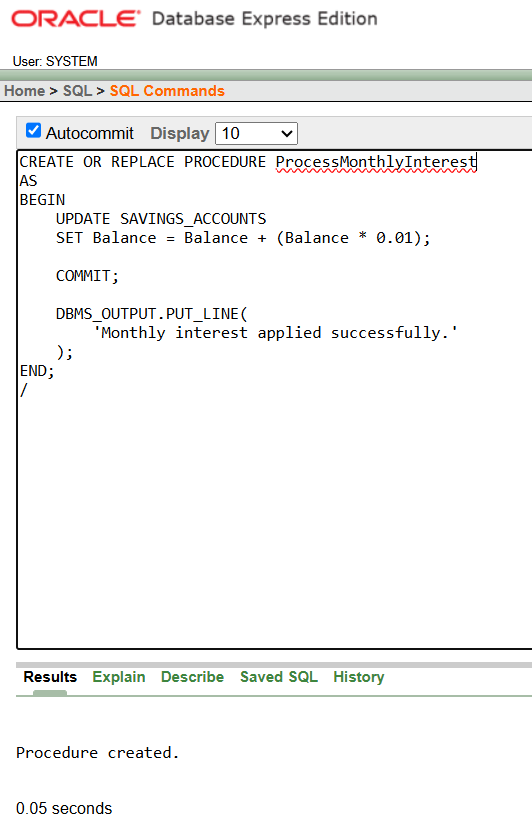 ORACLE Database Express Edition
User: SYSTEM
Home > SQL > SQL Commands
Autocommit Display 10
CREATE OR REPLACE PROCEDURE ProcessMonthlyInterest
AS
BEGIN
    UPDATE SAVINGS_ACCOUNTS
    SET Balance = Balance + (Balance * 0.01);

    COMMIT;

    DBMS_OUTPUT.PUT_LINE(
        'Monthly interest applied successfully.'
    );
END;
/
Results Explain Describe Saved SQL History
Procedure created.
0.05 seconds